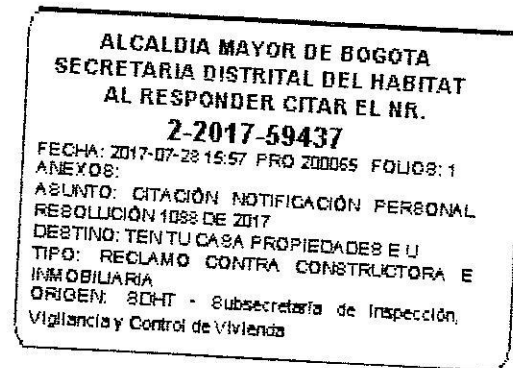 ALCALDIA MAYOR DE BOGOTA
SECRETARIA DISTRITAL DEL HABITAT
AL RESPONDER CITAR EL NR.
2-2017-59437
FECHA: 2017-07-28 15:57 PRO 200065 FOLIOS: 1
ANEXOS:
ASUNTO: CITACIÓN NOTIFICACIÓN PERSONAL
RESOLUCIÓN 1088 DE 2017
DESTINO: TEN TU CASA PROPIEDADES E U
TIPO: RECLAMO CONTRA CONSTRUCTORA E
INMOBILIARIA
ORIGEN: SDHT - Subsecretaría de Inspección,
Vigilancia y Control de Vivienda